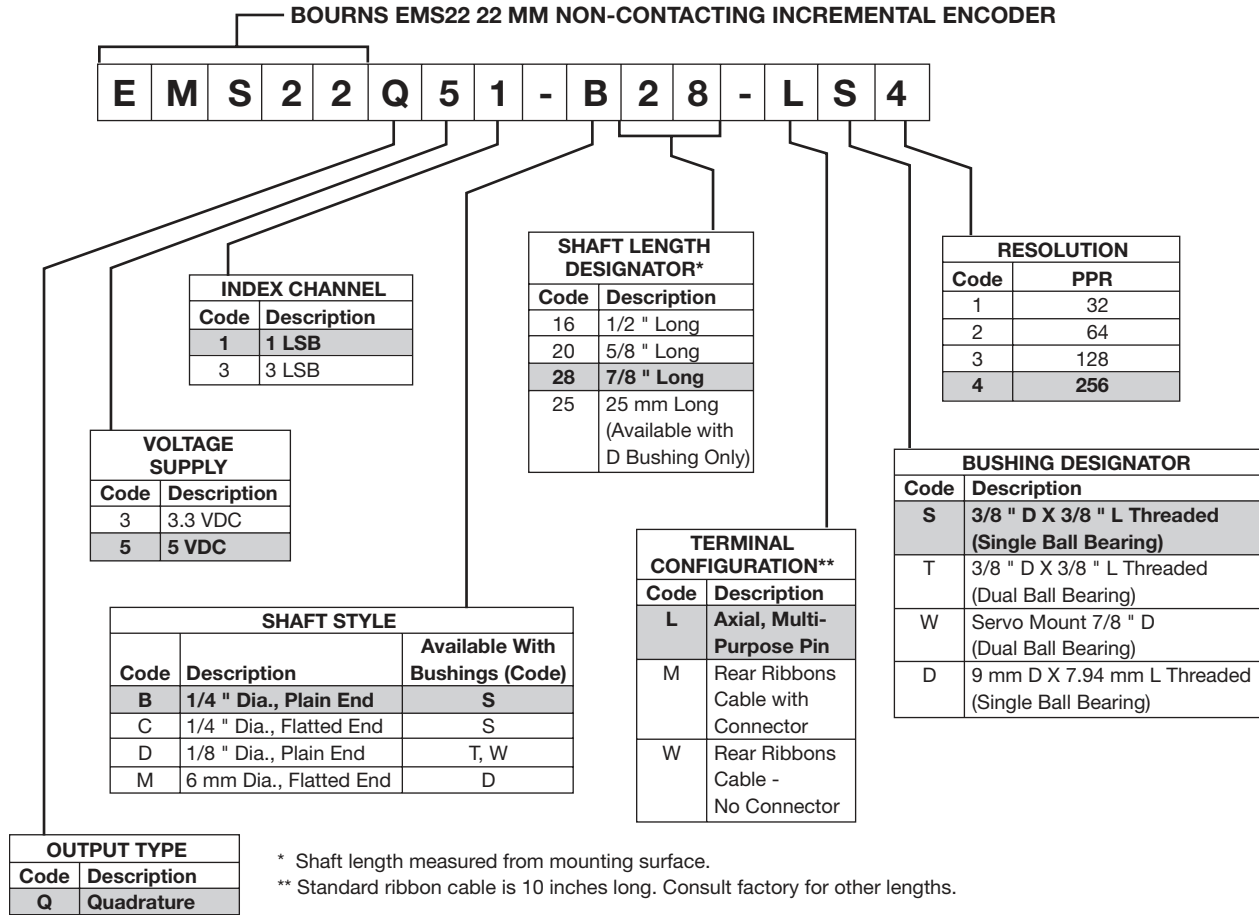 BOURNS EMS22 22 MM NON-CONTACTING INCREMENTAL ENCODER
E M S 2 2 Q 5 1 - B 2 8 - L S 4
INDEX CHANNEL
Code Description
1 1 LSB
3 3 LSB
SHAFT LENGTH
DESIGNATOR*
Code Description
16 1/2 " Long
20 5/8 " Long
28 7/8 " Long
25 25 mm Long
(Available with
D Bushing Only)
RESOLUTION
Code PPR
1 32
2 64
3 128
4 256
VOLTAGE
SUPPLY
Code Description
3 3.3 VDC
5 5 VDC
BUSHING DESIGNATOR
Code Description
S 3/8 " D X 3/8 " L Threaded
(Single Ball Bearing)
T 3/8 " D X 3/8 " L Threaded
(Dual Ball Bearing)
W Servo Mount 7/8 " D
(Dual Ball Bearing)
D 9 mm D X 7.94 mm L Threaded
(Single Ball Bearing)
TERMINAL
CONFIGURATION**
Code Description
L Axial, Multi-
Purpose Pin
M Rear Ribbons
Cable with
Connector
W Rear Ribbons
Cable -
No Connector
SHAFT STYLE
Available With
Code Description Bushings (Code)
B 1/4 " Dia., Plain End S
C 1/4 " Dia., Flatted End S
D 1/8 " Dia., Plain End T, W
M 6 mm Dia., Flatted End D
OUTPUT TYPE
Code Description
Q Quadrature
* Shaft length measured from mounting surface.
** Standard ribbon cable is 10 inches long. Consult factory for other lengths.